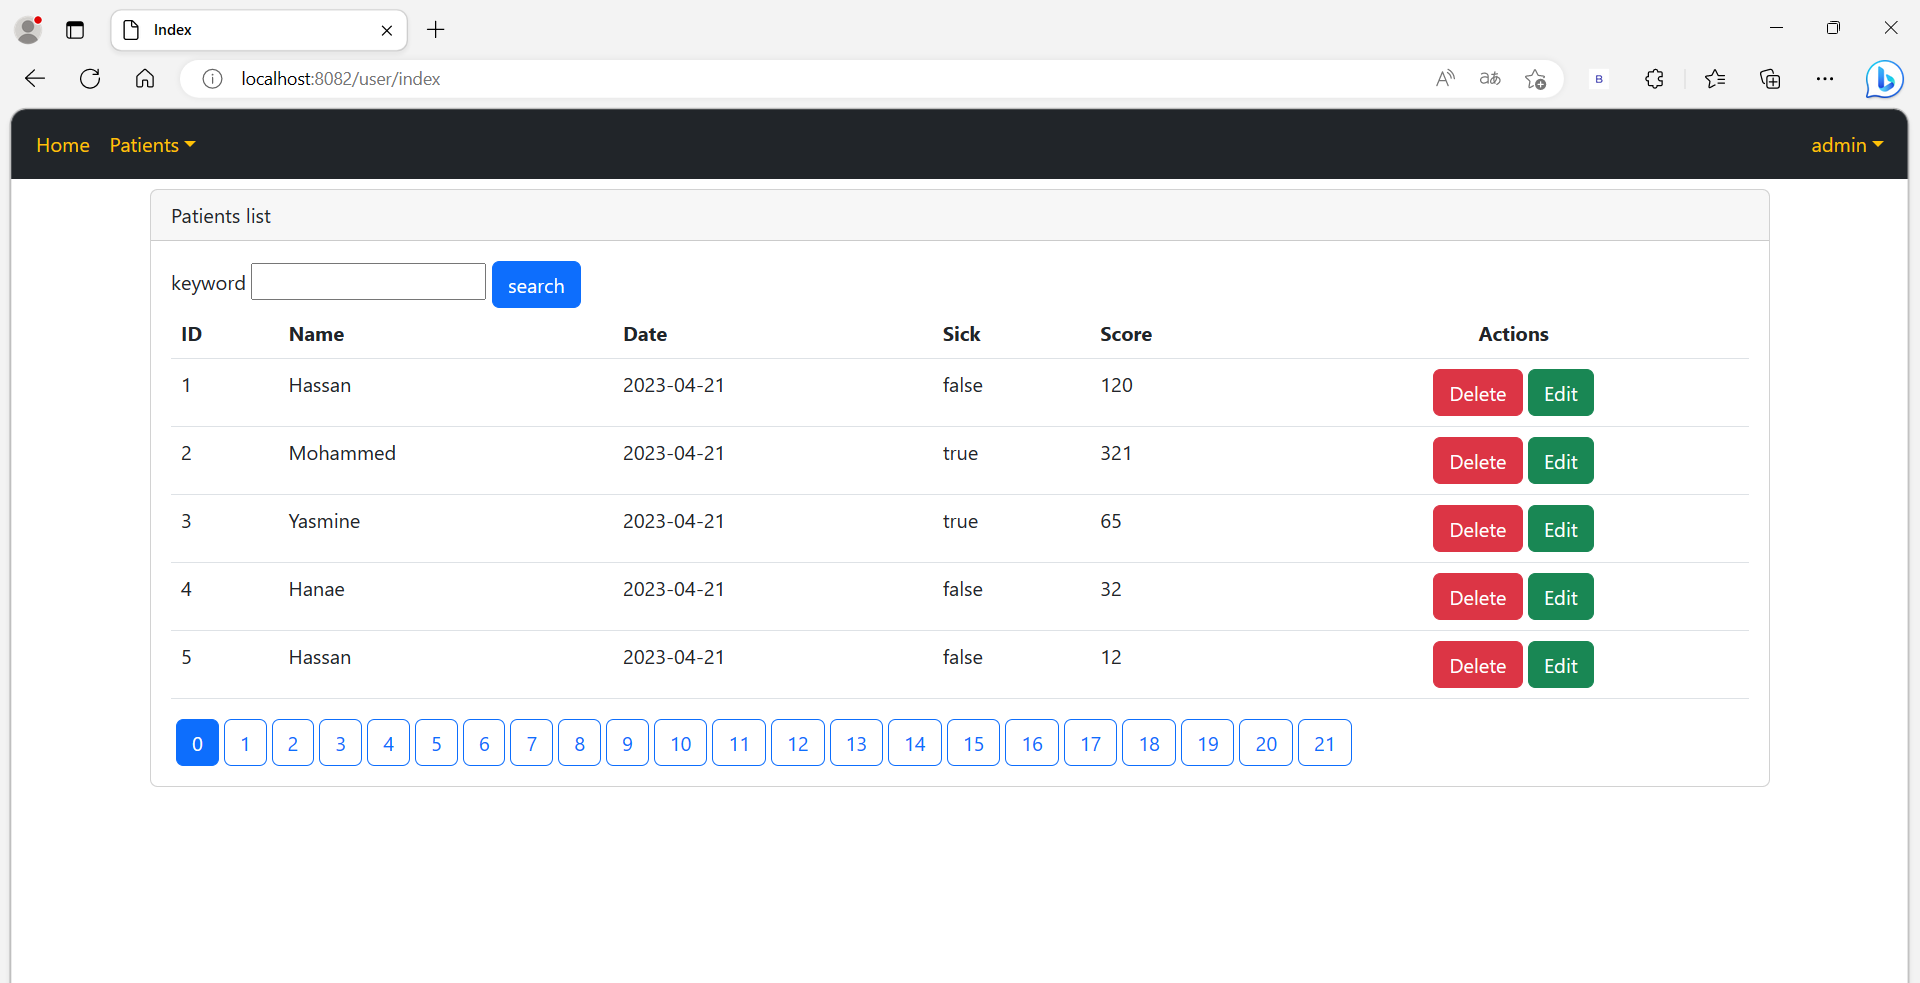 Index
localhost:8082/user/index
Home Patients admin
Patients list
keyword search
ID Name Date Sick Score Actions
1 Hassan 2023-04-21 false 120 Delete Edit
2 Mohammed 2023-04-21 true 321 Delete Edit
3 Yasmine 2023-04-21 true 65 Delete Edit
4 Hanae 2023-04-21 false 32 Delete Edit
5 Hassan 2023-04-21 false 12 Delete Edit
0 1 2 3 4 5 6 7 8 9 10 11 12 13 14 15 16 17 18 19 20 21